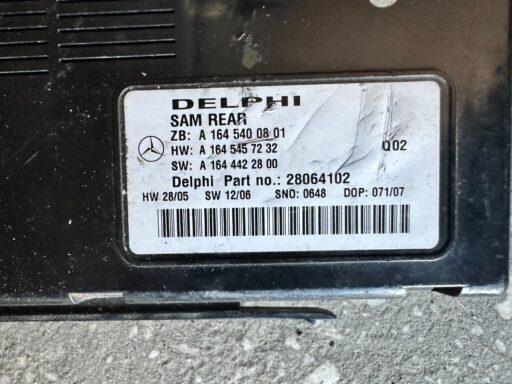 DELPHI
SAM REAR
ZB: A 164 540 08 01
HW: A 164 545 72 32 Q02
SW: A 164 442 28 00
Delphi Part no.: 28064102
HW 28/05 SW 12/06 SNO: 0648 DOP: 071/07